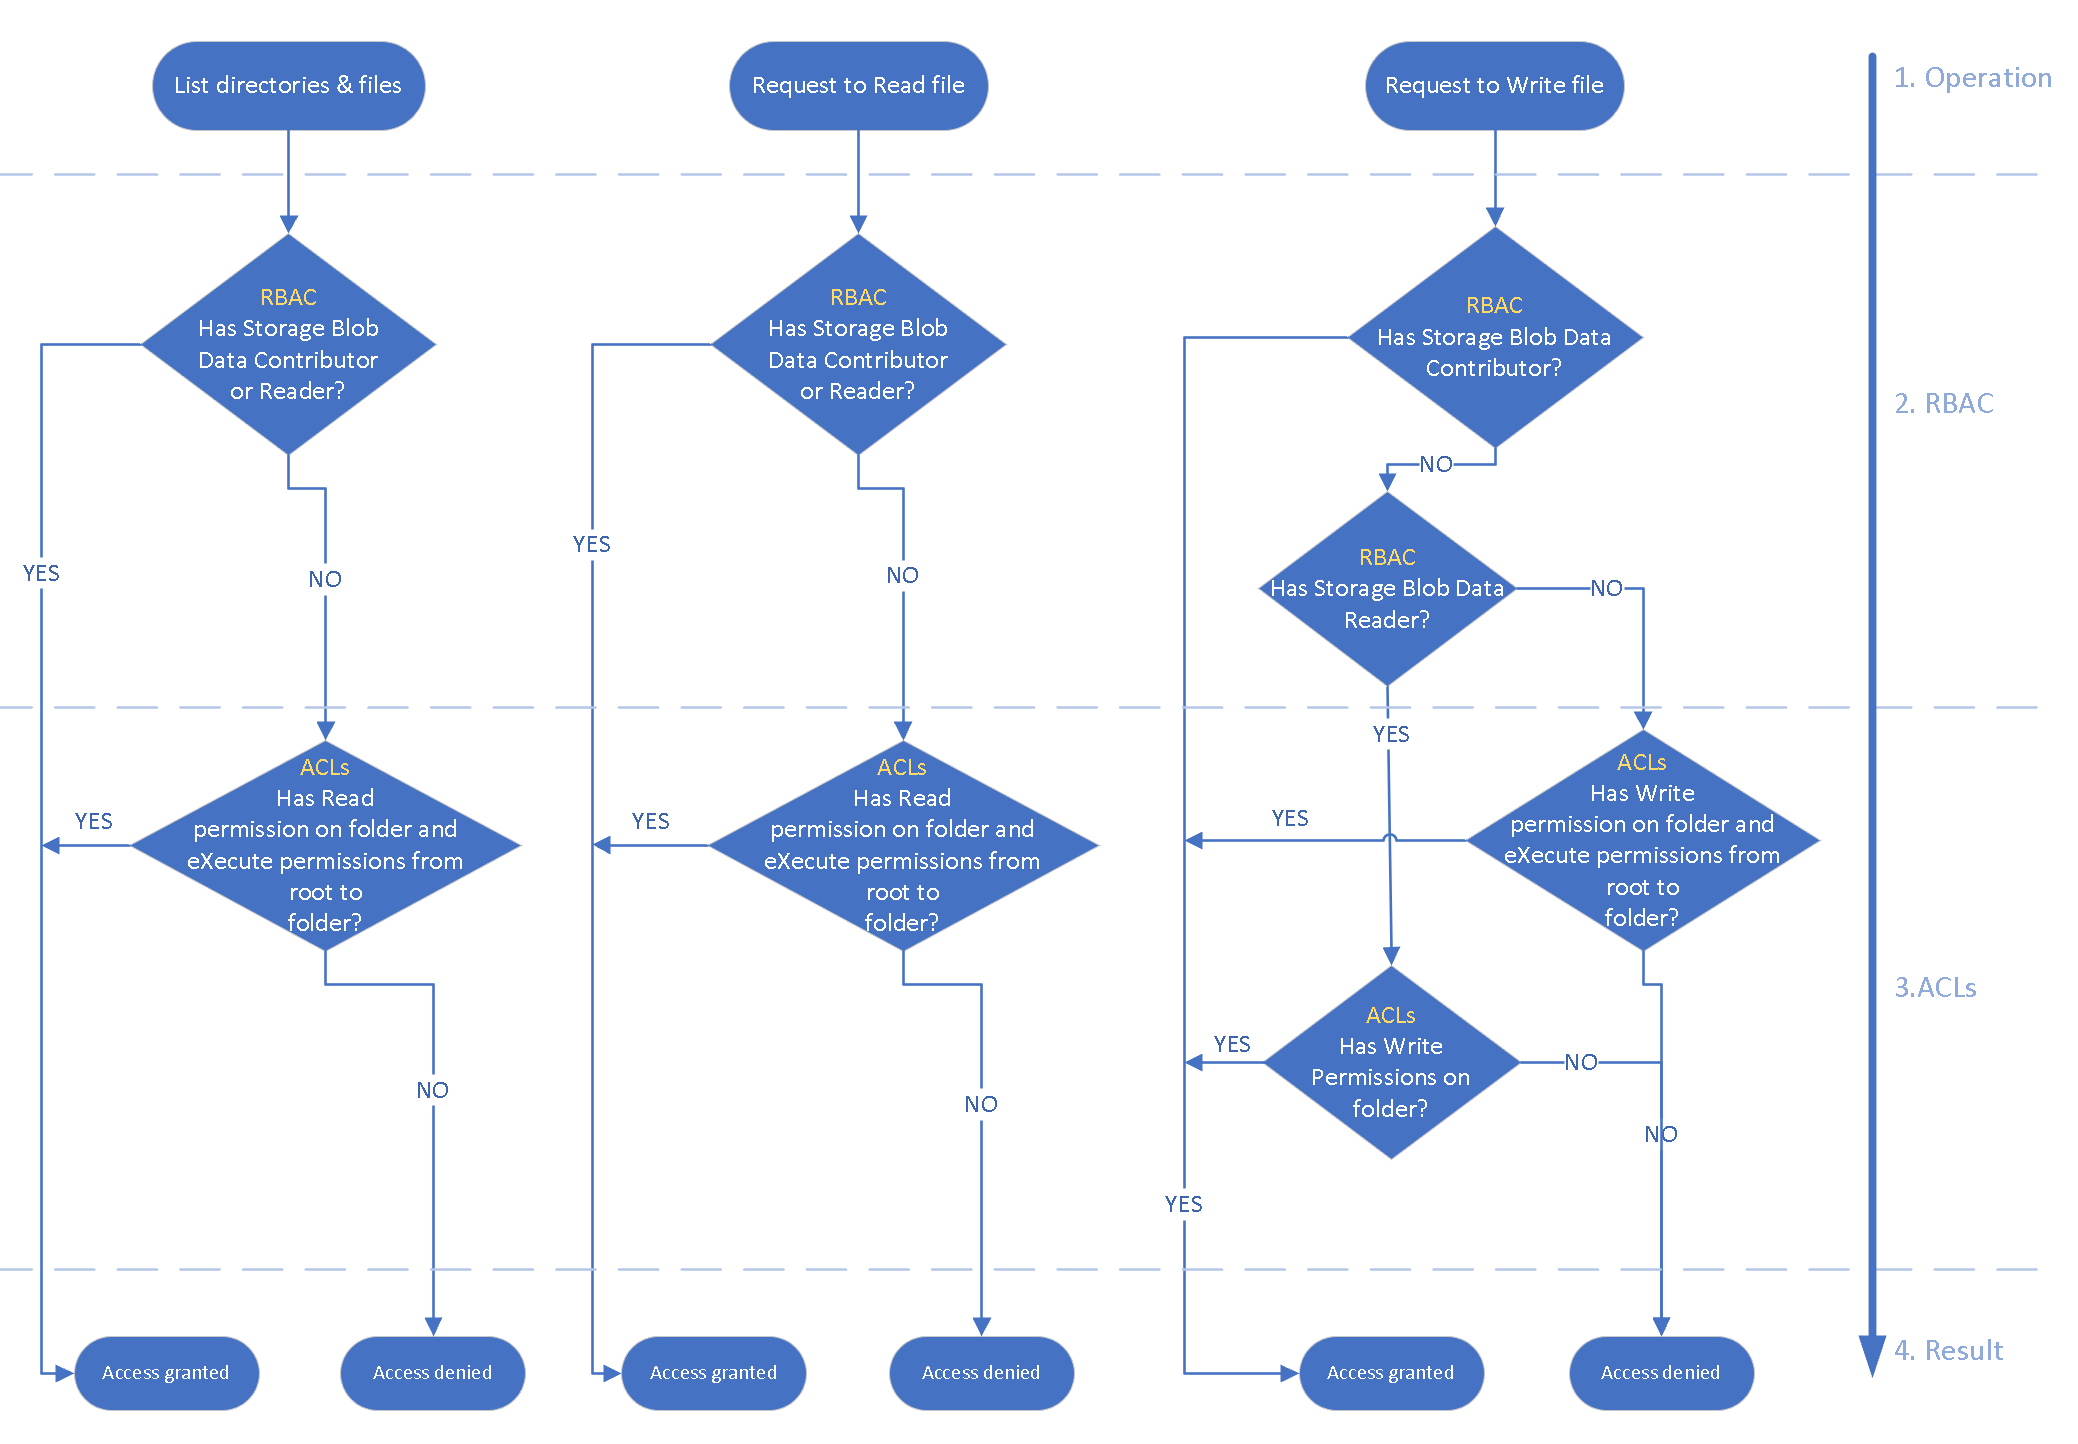 List directories & files
Request to Read file
Request to Write file
1. Operation
RBAC
Has Storage Blob
Data Contributor
or Reader?
RBAC
Has Storage Blob
Data Contributor
or Reader?
RBAC
Has Storage Blob Data
Contributor?
2. RBAC
NO
YES
NO
YES
NO
RBAC
Has Storage Blob Data
Reader?
NO
YES
ACLs
Has Read
permission on folder and
eXecute permissions from
root to
folder?
YES
ACLs
Has Read
permission on folder and
eXecute permissions from
root to
folder?
YES
YES
ACLs
Has Write
permission on folder and
eXecute permissions from
root to
folder?
3.ACLs
NO
NO
YES
ACLs
Has Write
Permissions on
folder?
NO
NO
YES
Access granted
Access denied
Access granted
Access denied
Access granted
Access denied
4. Result
YES